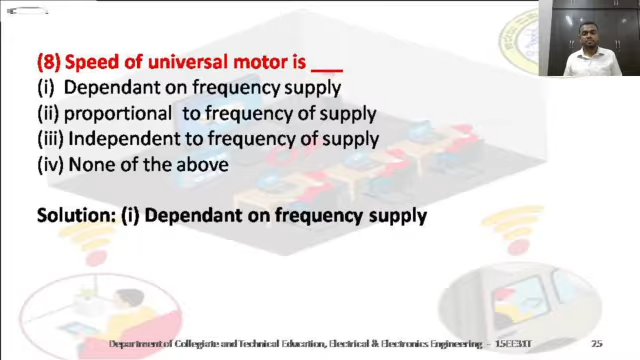 (8) Speed of universal motor is ___
(i) Dependant on frequency supply
(ii) proportional to frequency of supply
(iii) Independent to frequency of supply
(iv) None of the above
Solution: (i) Dependant on frequency supply
Department of Collegiate and Technical Education, Electrical & Electronics Engineering - 15EE31T 25